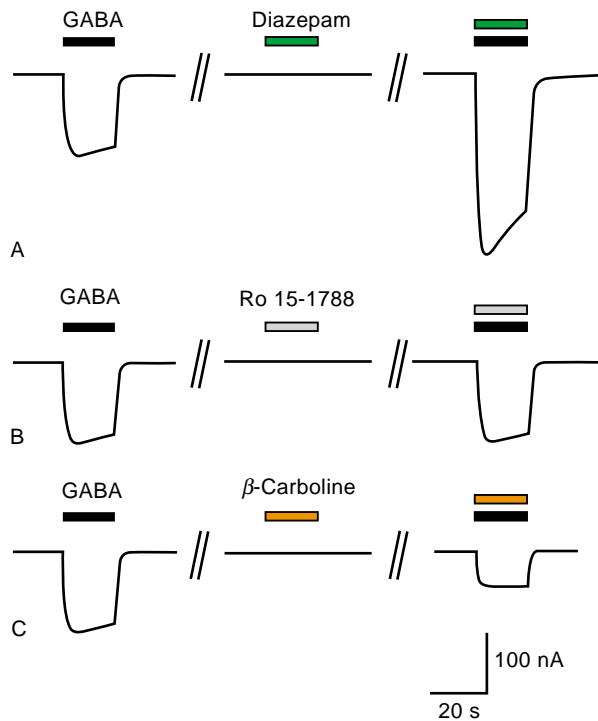 GABA Diazepam
A
GABA Ro 15-1788
B
GABA β-Carboline
C
100 nA
20 s